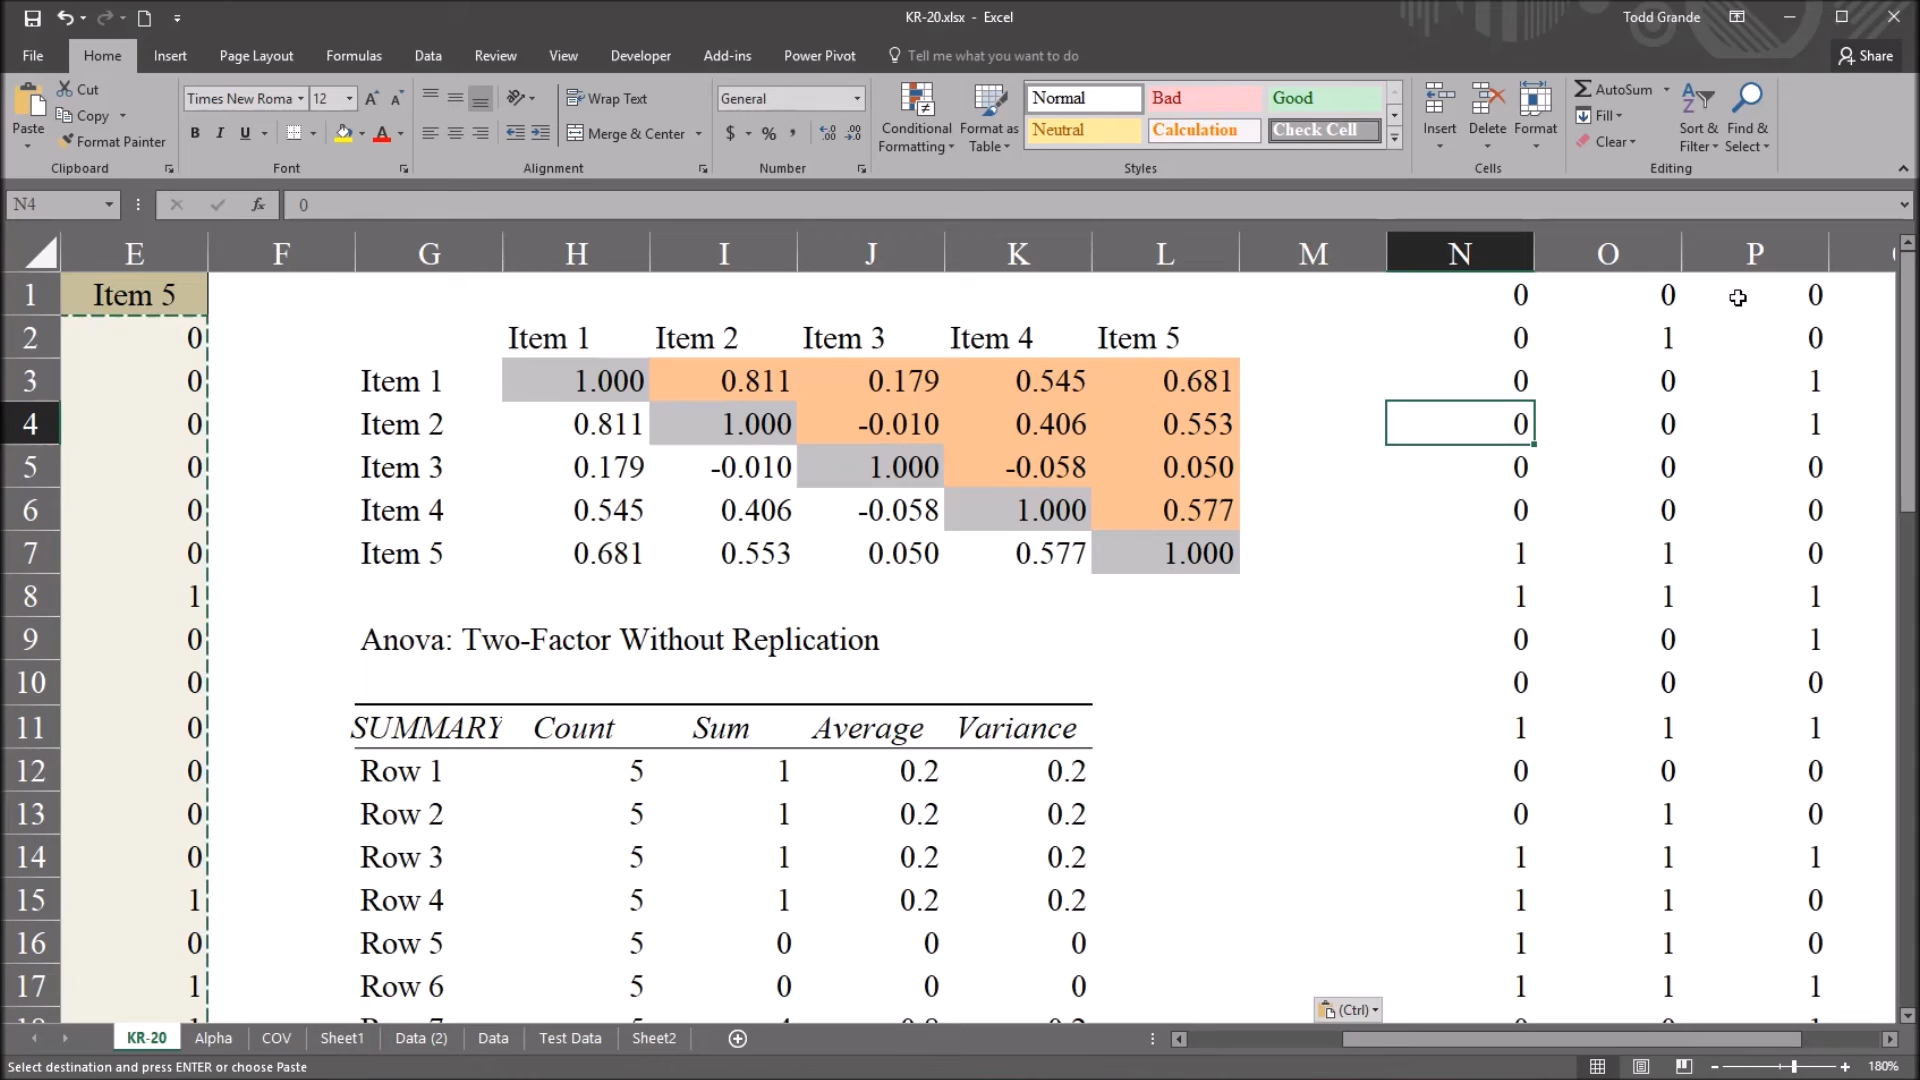 KR-20.xlsx - Excel
Todd Grande
File Home Insert Page Layout Formulas Data Review View Developer Add-ins Power Pivot Tell me what you want to do Share
Paste
Cut
Copy
Format Painter
Clipboard
Times New Roma 12
B I U
Font
Wrap Text
Merge & Center
Alignment
General
$ % ,
Number
Conditional Formatting
Format as Table
Normal Bad Good
Neutral Calculation Check Cell
Styles
Insert Delete Format
Cells
AutoSum
Fill
Clear
Sort & Filter
Find & Select
Editing
N4 fx 0
E F G H I J K L M N O P
1 Item 5 0 0 0
2 0 Item 1 Item 2 Item 3 Item 4 Item 5 0 1 0
3 0 Item 1 1.000 0.811 0.179 0.545 0.681 0 0 1
4 0 Item 2 0.811 1.000 -0.010 0.406 0.553 0 0 1
5 0 Item 3 0.179 -0.010 1.000 -0.058 0.050 0 0 0
6 0 Item 4 0.545 0.406 -0.058 1.000 0.577 0 0 0
7 0 Item 5 0.681 0.553 0.050 0.577 1.000 1 1 0
8 1 1 1 1
9 0 Anova: Two-Factor Without Replication 0 0 1
10 0 0 0 0
11 0 SUMMARY Count Sum Average Variance 1 1 1
12 0 Row 1 5 1 0.2 0.2 0 0 0
13 0 Row 2 5 1 0.2 0.2 0 1 0
14 0 Row 3 5 1 0.2 0.2 1 1 1
15 1 Row 4 5 1 0.2 0.2 1 1 0
16 0 Row 5 5 0 0 0 1 1 0
17 1 Row 6 5 0 0 0 1 1 1
(Ctrl)
KR-20 Alpha COV Sheet1 Data (2) Data Test Data Sheet2
Select destination and press ENTER or choose Paste
180%